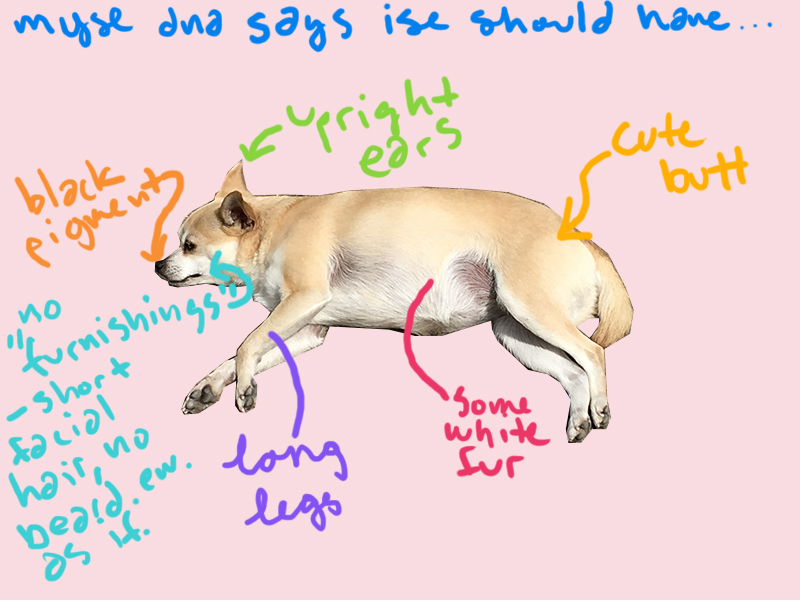 myse dna says ise should have...
upright
ears
cute
butt
black
pigment
no
"furnishings"
- short
facial
hair, no
beard. ew.
as if.
long
legs
some
white
fur